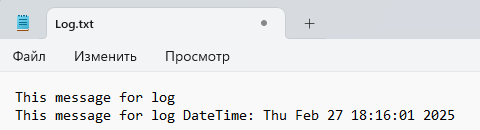 Log.txt
Файл Изменить Просмотр
This message for log
This message for log DateTime: Thu Feb 27 18:16:01 2025